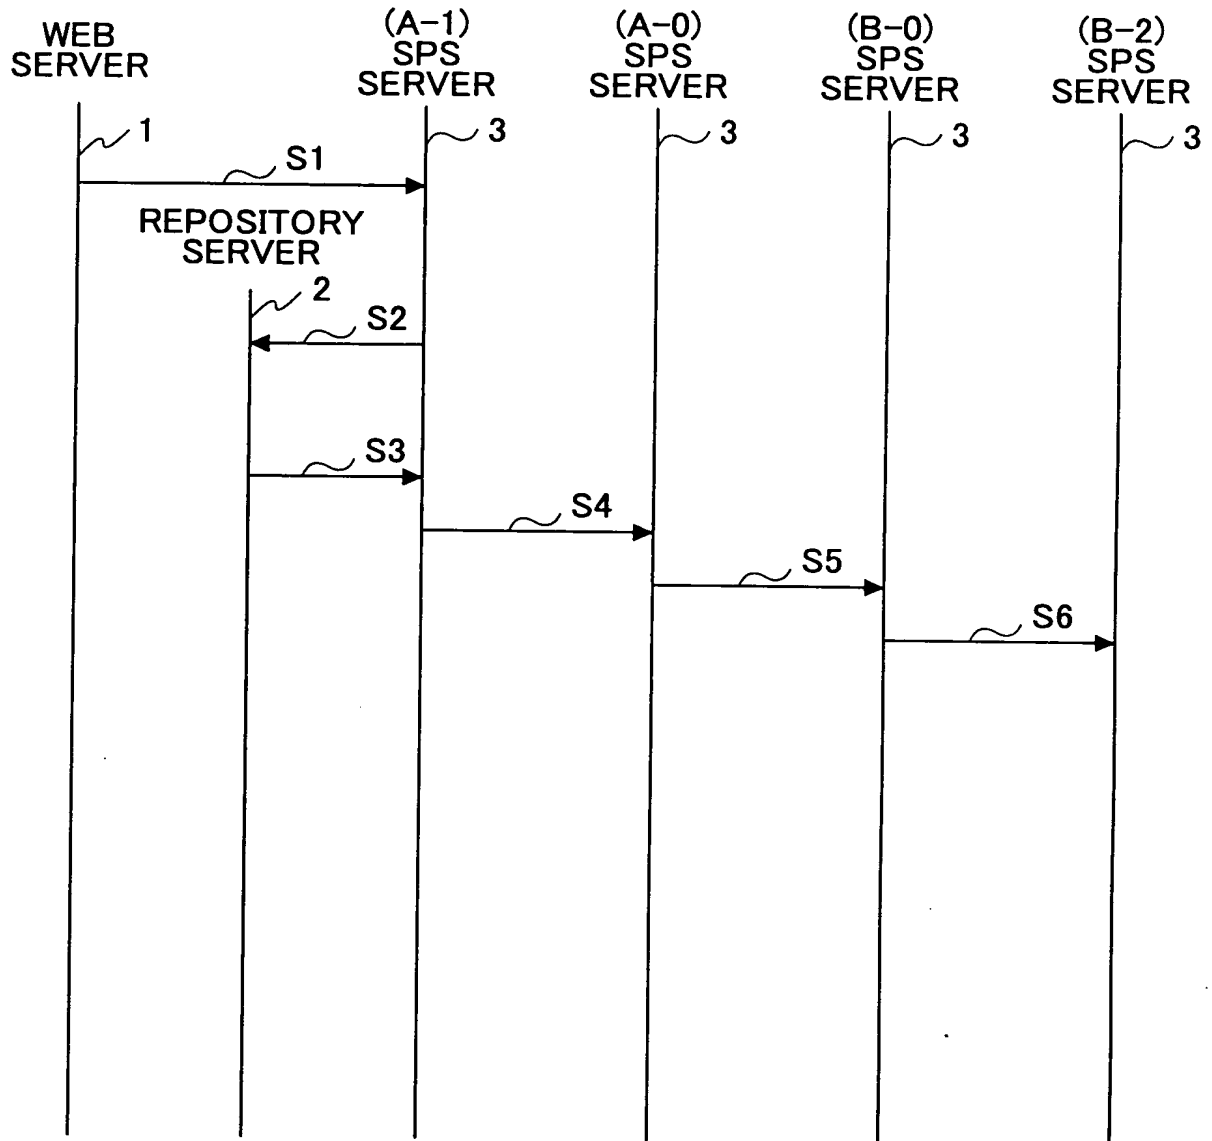 WEB
SERVER
(A-1)
SPS
SERVER
(A-0)
SPS
SERVER
(B-0)
SPS
SERVER
(B-2)
SPS
SERVER
1
3
3
3
3
S1
REPOSITORY
SERVER
2
S2
S3
S4
S5
S6